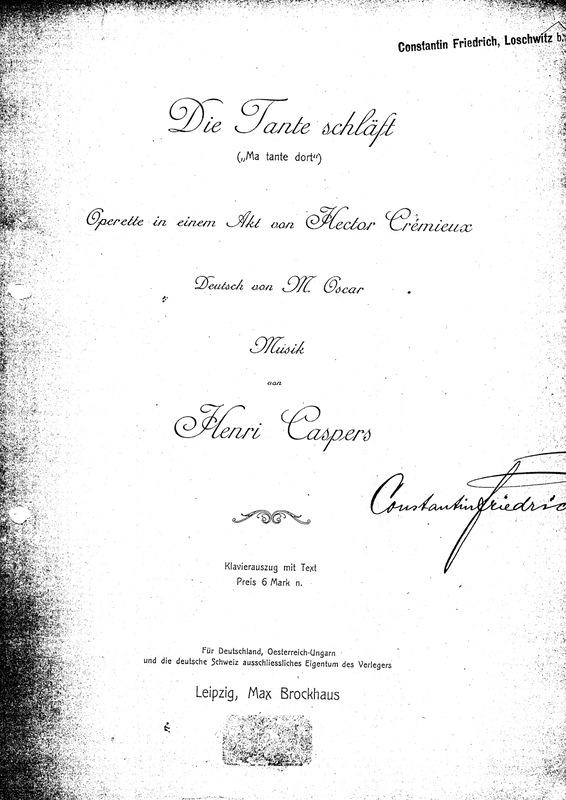 Constantin Friedrich, Loschwitz b.
Die Tante schläft
(„Ma tante dort“)
Operette in einem Akt von Hector Crémieux
Deutsch von M. Oscar
Musik
von
Henri Caspers
Constantin Friedric
Klavierauszug mit Text
Preis 6 Mark n.
Für Deutschland, Oesterreich-Ungarn
und die deutsche Schweiz ausschliessliches Eigentum des Verlegers
Leipzig, Max Brockhaus